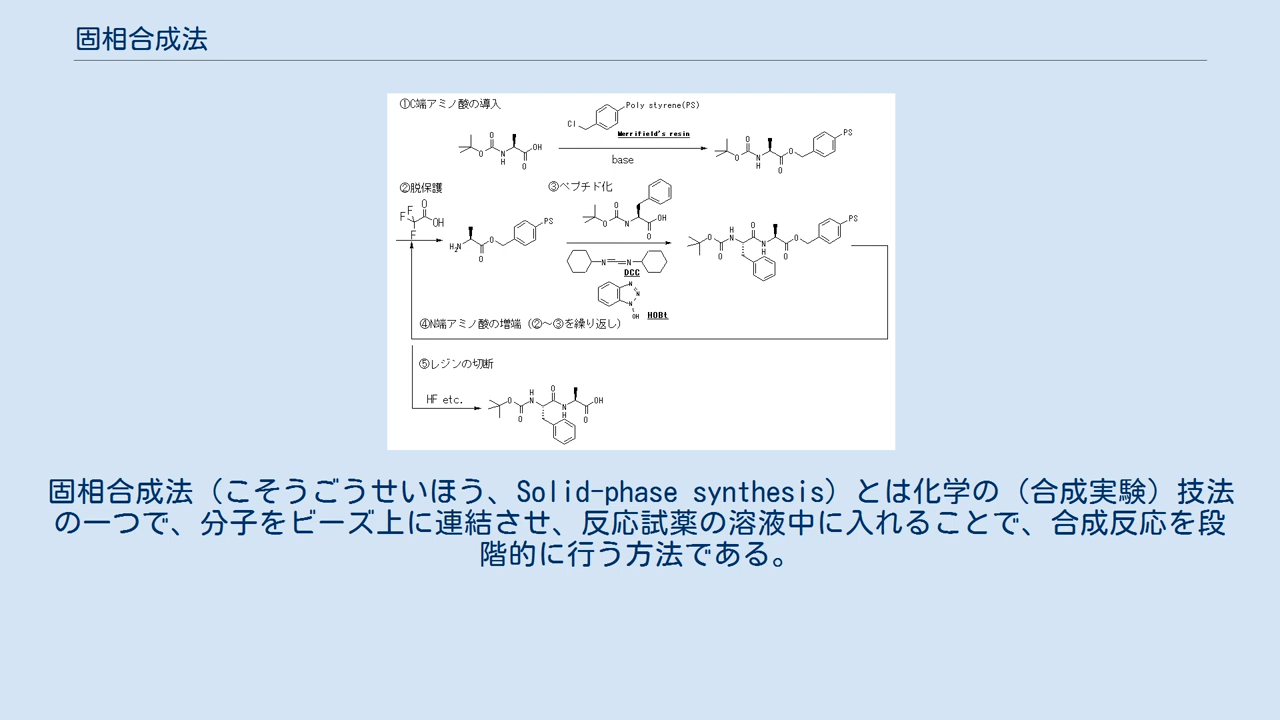 固相合成法
①C端アミノ酸の導入
Poly styrene(PS)
Cl
Merrifield's resin
base
PS
②脱保護
③ペプチド化
DCC
HOBt
④N端アミノ酸の増端（②～③を繰り返し）
⑤レジンの切断
HF etc.
固相合成法（こそうごうせいほう、Solid-phase synthesis）とは化学の（合成実験）技法
の一つで、分子をビーズ上に連結させ、反応試薬の溶液中に入れることで、合成反応を段
階的に行う方法である。